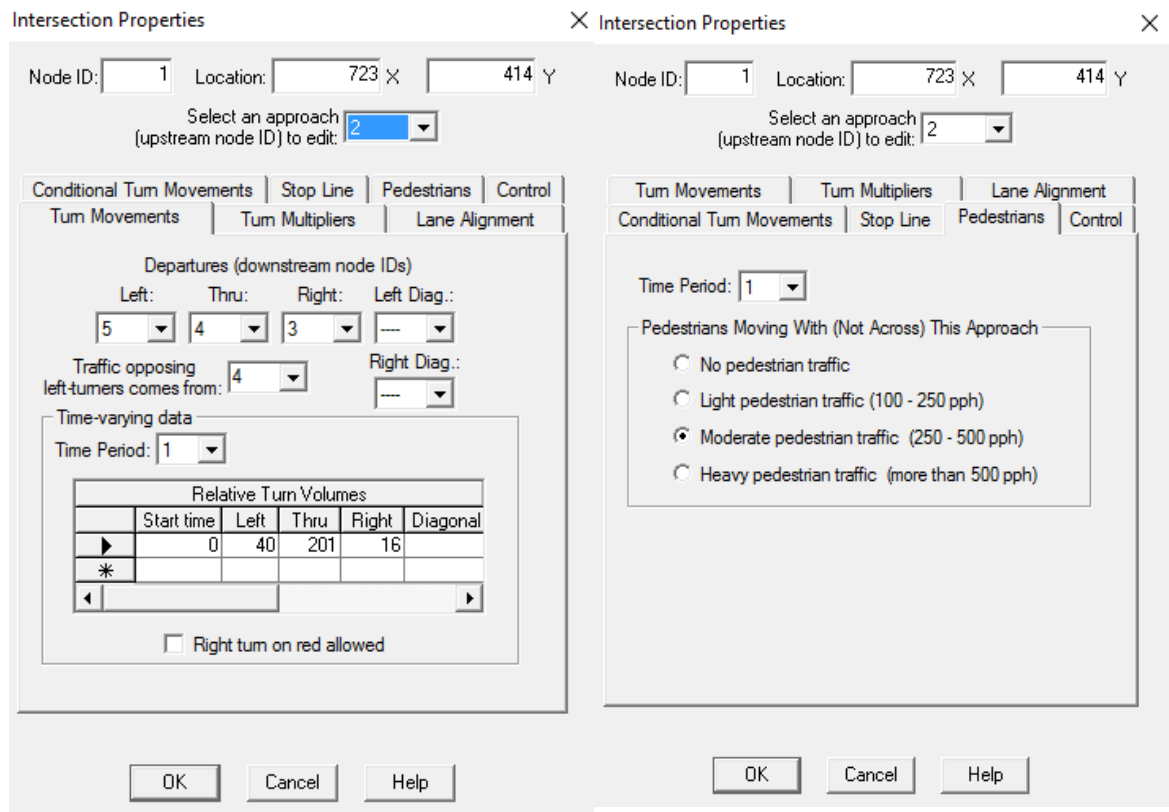 Intersection Properties
Node ID: 1 Location: 723 X 414 Y
Select an approach
(upstream node ID) to edit: 2
Conditional Turn Movements Stop Line Pedestrians Control
Turn Movements Turn Multipliers Lane Alignment
Departures (downstream node IDs)
Left: Thru: Right: Left Diag.:
5 4 3 ----
Traffic opposing
left-turners comes from: 4
Right Diag.:
----
Time-varying data
Time Period: 1
Relative Turn Volumes
Start time Left Thru Right Diagonal
0 40 201 16
Right turn on red allowed
OK Cancel Help
Intersection Properties
Node ID: 1 Location: 723 X 414 Y
Select an approach
(upstream node ID) to edit: 2
Turn Movements Turn Multipliers Lane Alignment
Conditional Turn Movements Stop Line Pedestrians Control
Time Period: 1
Pedestrians Moving With (Not Across) This Approach
No pedestrian traffic
Light pedestrian traffic (100 - 250 pph)
Moderate pedestrian traffic (250 - 500 pph)
Heavy pedestrian traffic (more than 500 pph)
OK Cancel Help